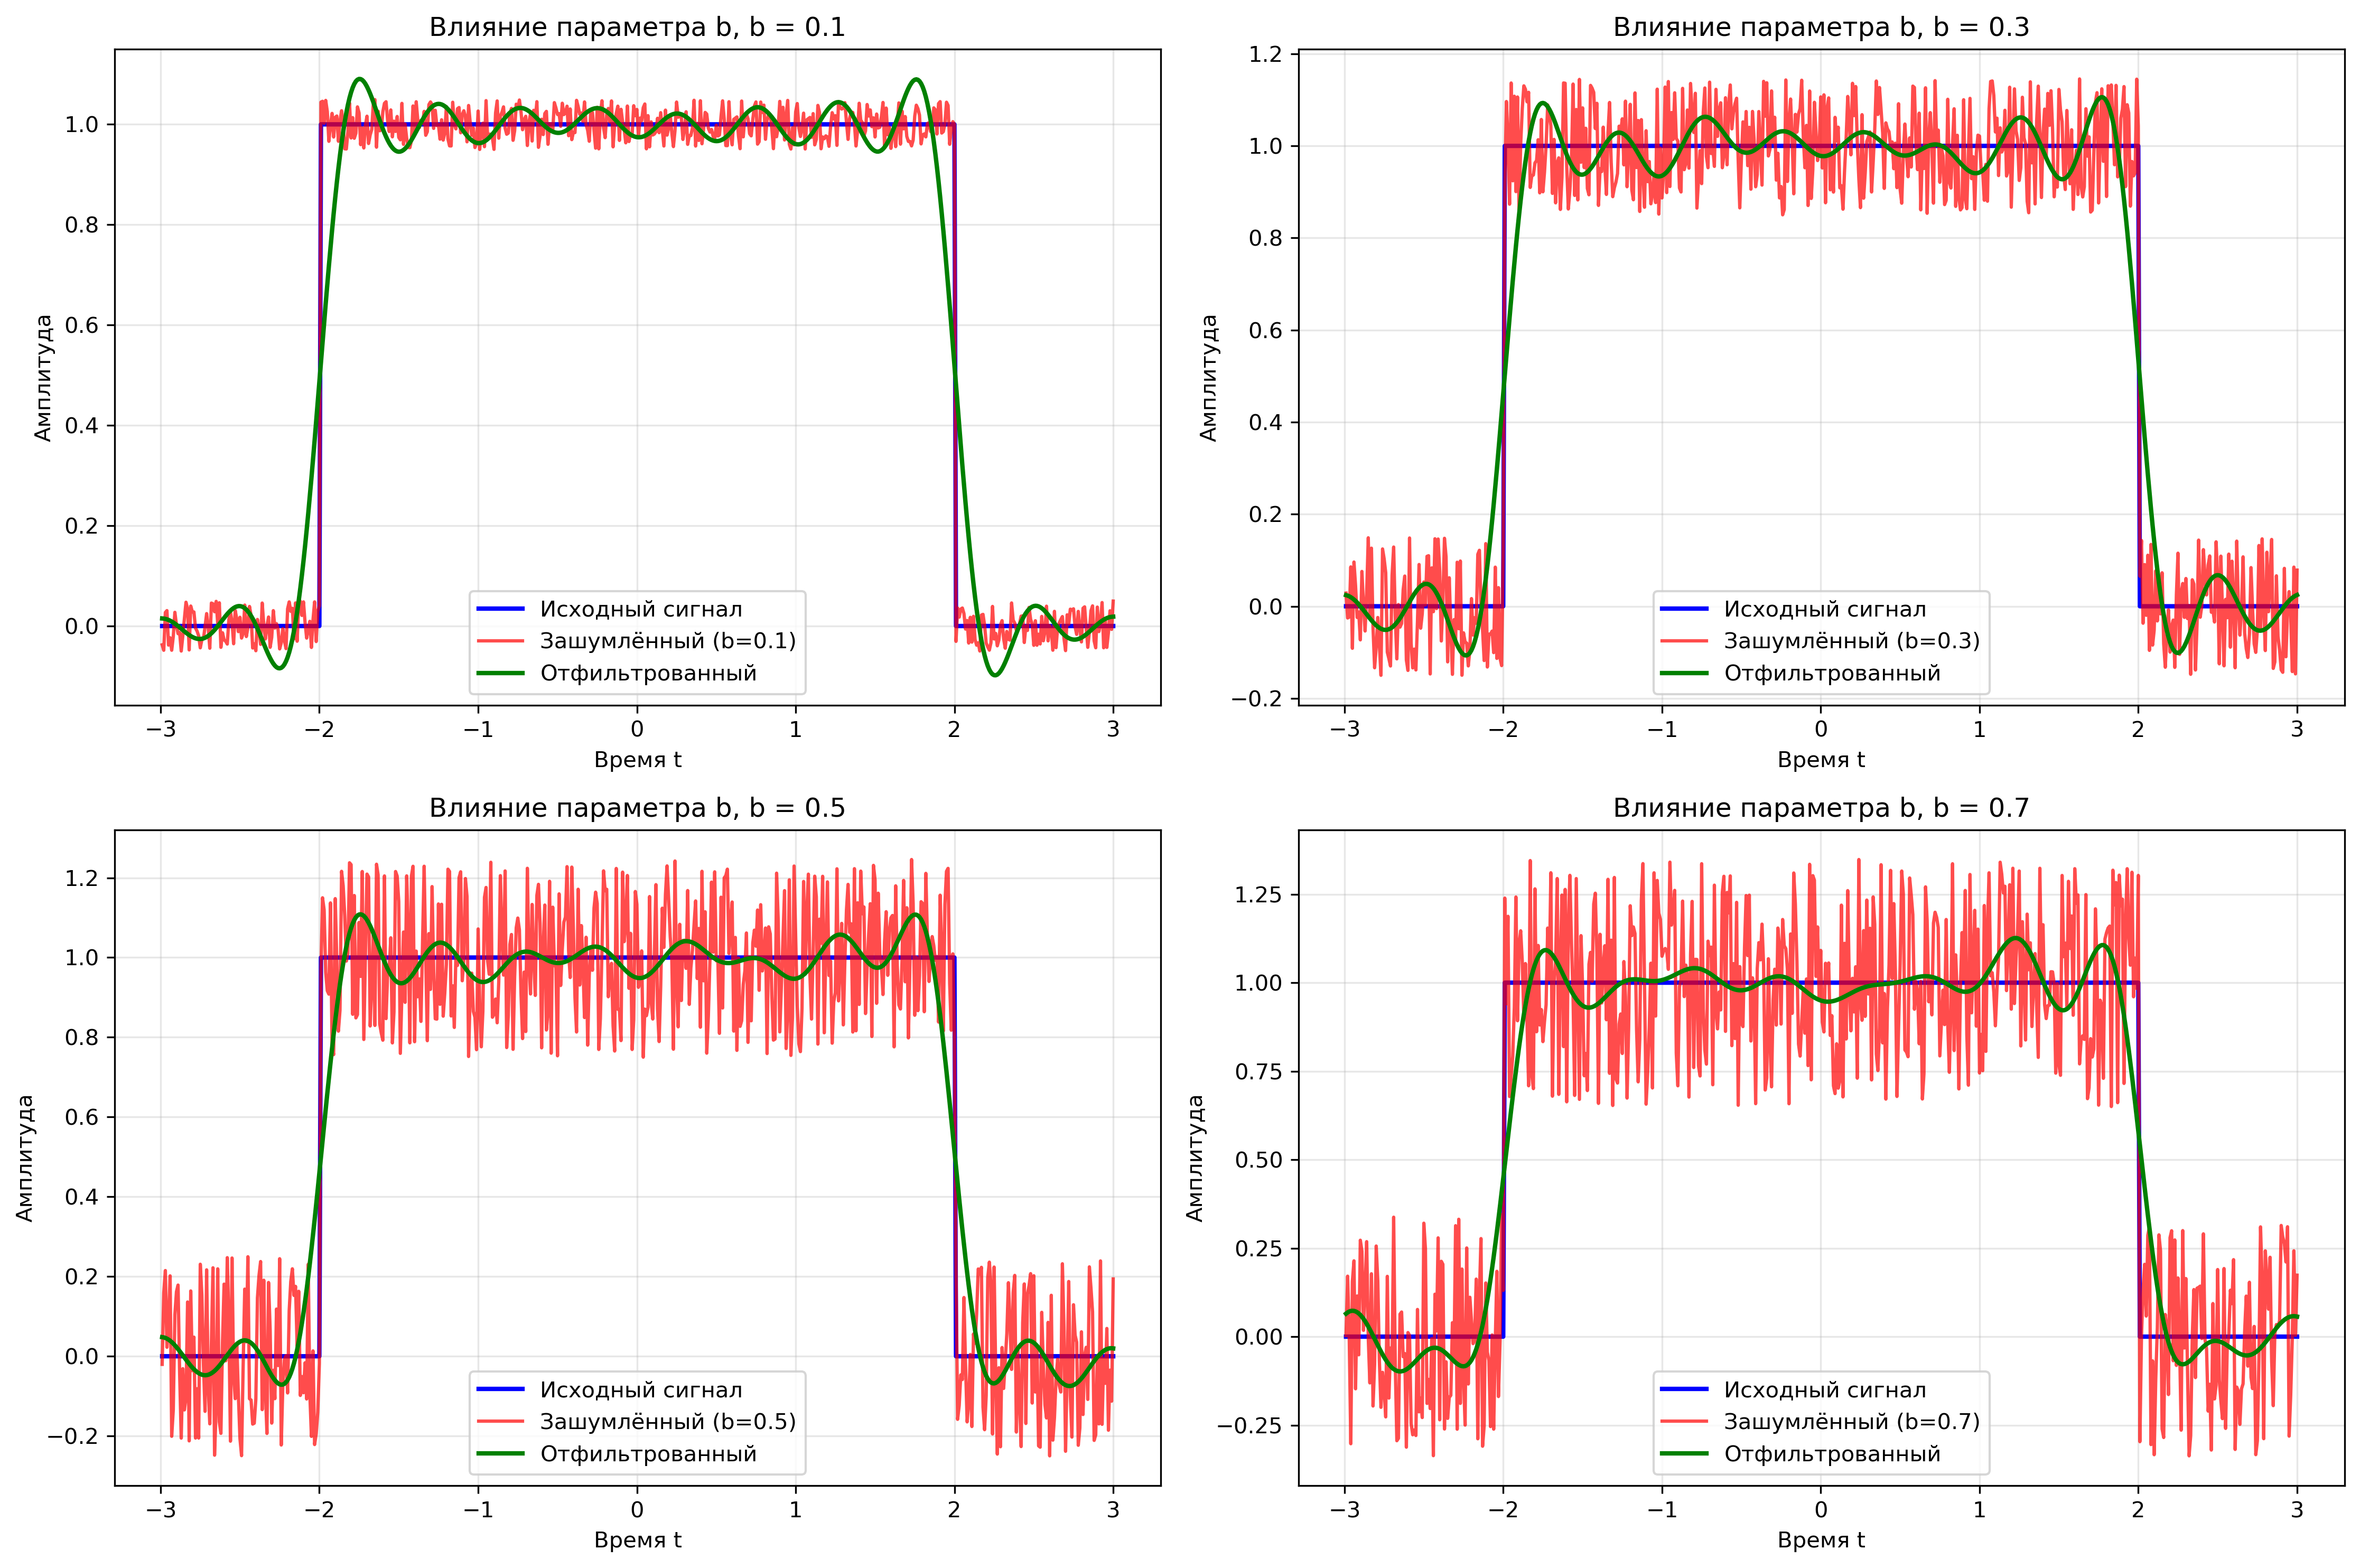 Влияние параметра b, b = 0.1
Амплитуда
1.0
0.8
0.6
0.4
0.2
0.0
−3 −2 −1 0 1 2 3
Время t
Исходный сигнал
Зашумлённый (b=0.1)
Отфильтрованный
Влияние параметра b, b = 0.3
Амплитуда
1.2
1.0
0.8
0.6
0.4
0.2
0.0
−0.2
−3 −2 −1 0 1 2 3
Время t
Исходный сигнал
Зашумлённый (b=0.3)
Отфильтрованный
Влияние параметра b, b = 0.5
Амплитуда
1.2
1.0
0.8
0.6
0.4
0.2
0.0
−0.2
−3 −2 −1 0 1 2 3
Время t
Исходный сигнал
Зашумлённый (b=0.5)
Отфильтрованный
Влияние параметра b, b = 0.7
Амплитуда
1.25
1.00
0.75
0.50
0.25
0.00
−0.25
−3 −2 −1 0 1 2 3
Время t
Исходный сигнал
Зашумлённый (b=0.7)
Отфильтрованный